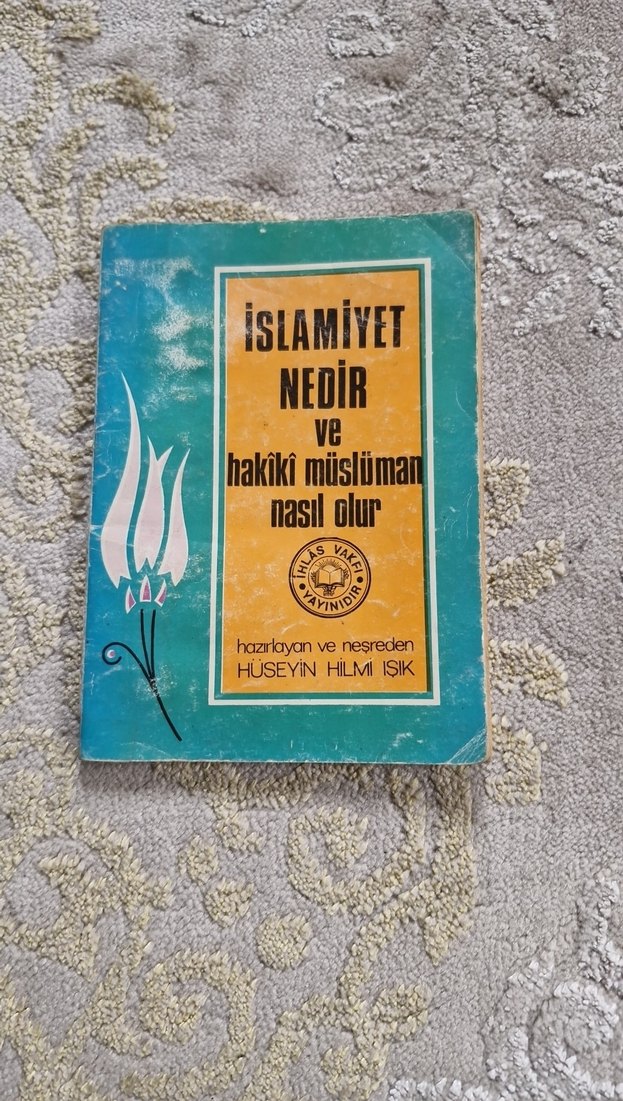 İSLAMİYET
NEDİR
ve
hakîkî müslüman
nasıl olur
İHLÂS VAKFI
YAYINIDIR
hazırlayan ve neşreden
HÜSEYİN HİLMİ IŞIK